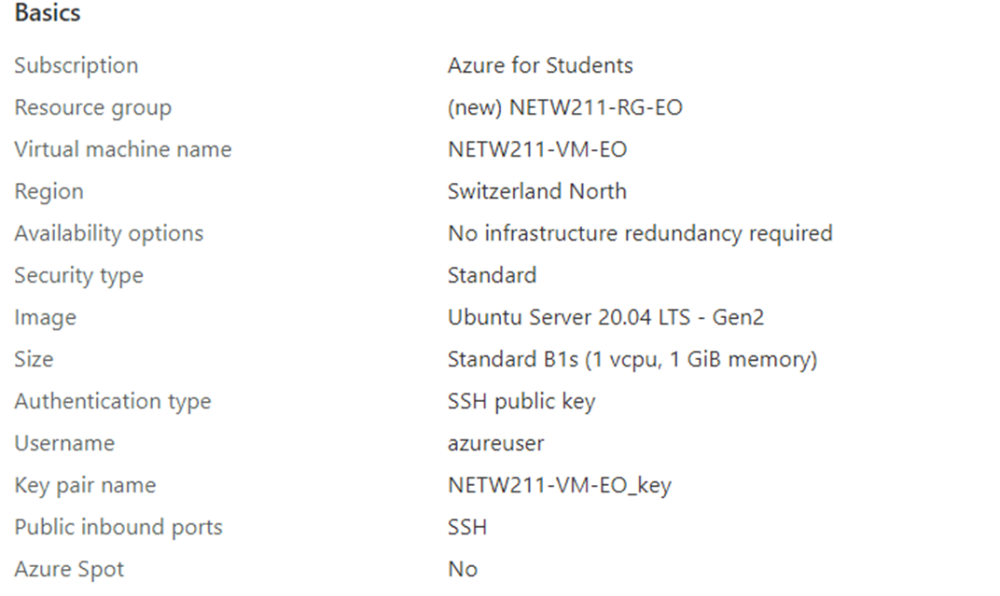 Basics
Subscription Azure for Students
Resource group (new) NETW211-RG-EO
Virtual machine name NETW211-VM-EO
Region Switzerland North
Availability options No infrastructure redundancy required
Security type Standard
Image Ubuntu Server 20.04 LTS - Gen2
Size Standard B1s (1 vcpu, 1 GiB memory)
Authentication type SSH public key
Username azureuser
Key pair name NETW211-VM-EO_key
Public inbound ports SSH
Azure Spot No